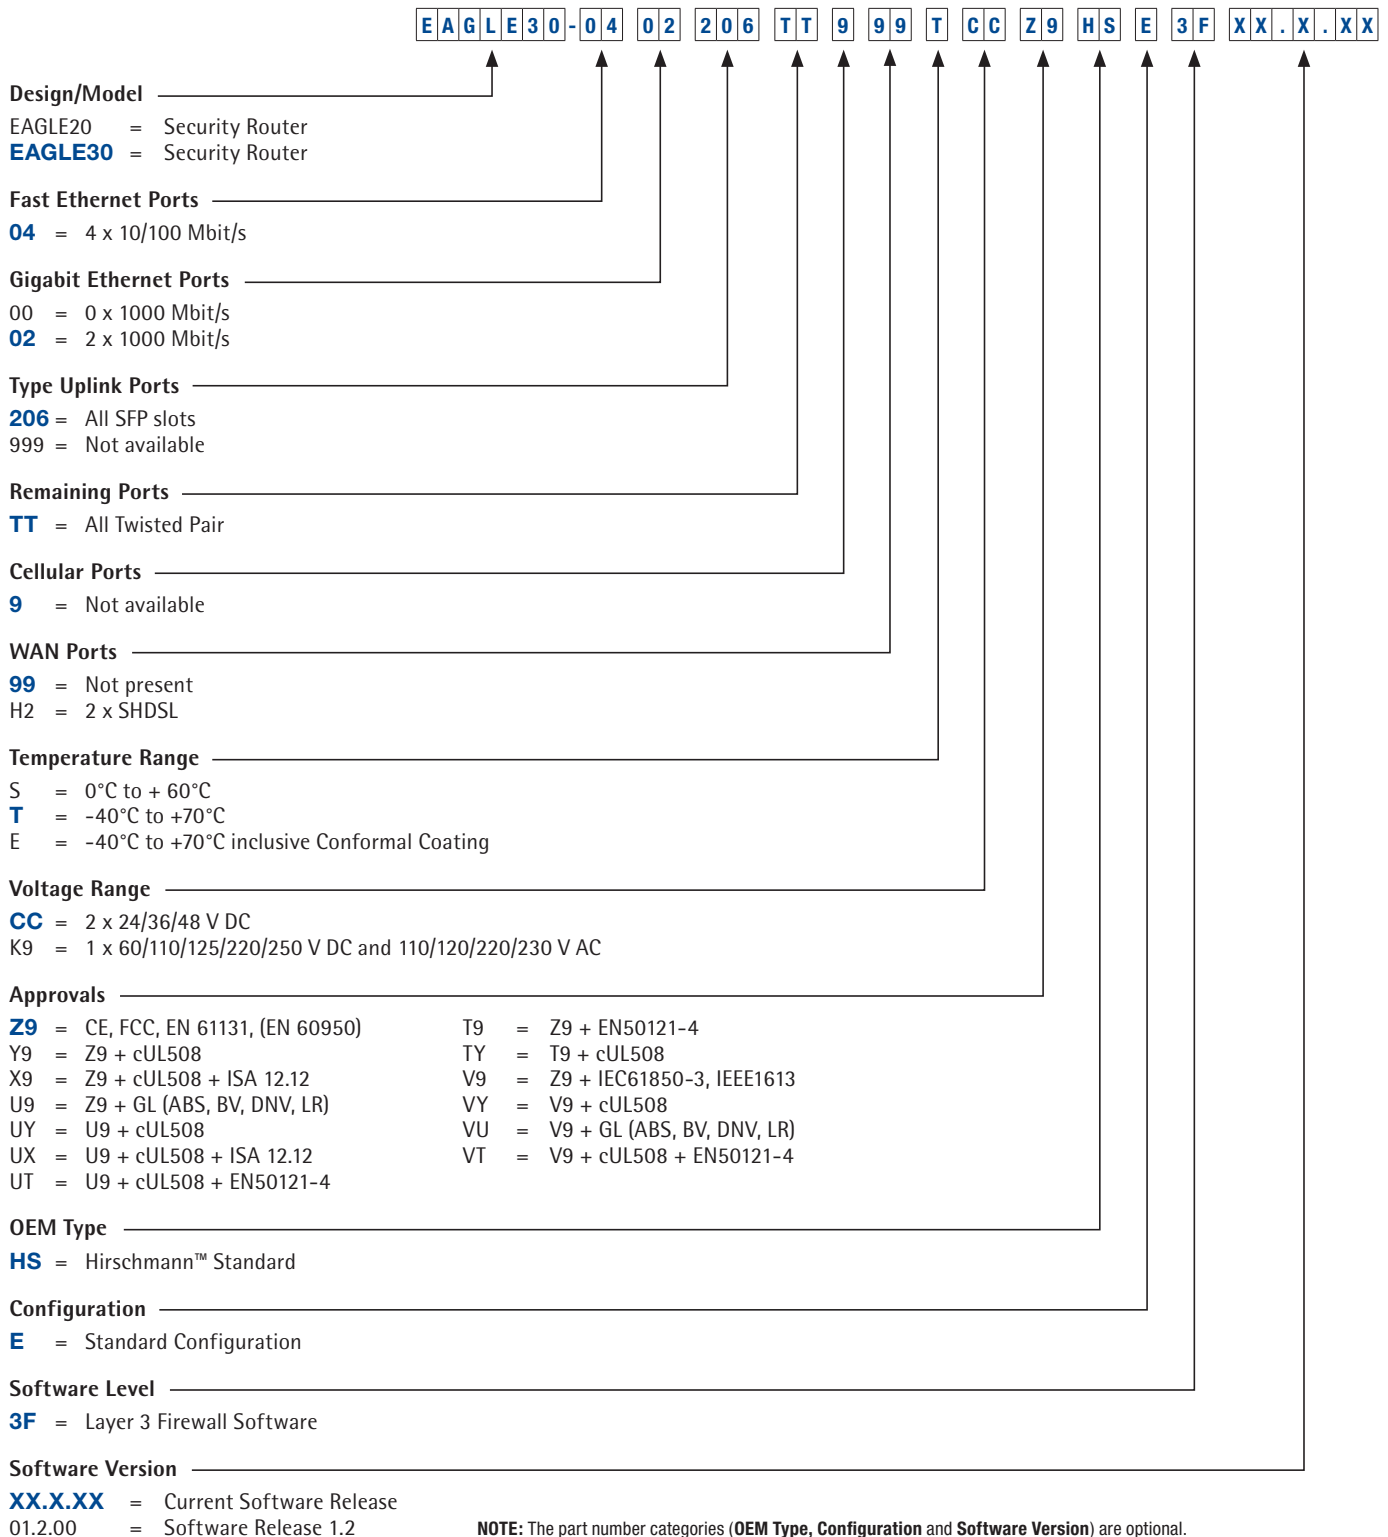 EAGLE30-04 02 206 TT 9 99 T CC Z9 HS E 3F XX.X.XX
Design/Model
EAGLE20 = Security Router
EAGLE30 = Security Router
Fast Ethernet Ports
04 = 4 x 10/100 Mbit/s
Gigabit Ethernet Ports
00 = 0 x 1000 Mbit/s
02 = 2 x 1000 Mbit/s
Type Uplink Ports
206 = All SFP slots
999 = Not available
Remaining Ports
TT = All Twisted Pair
Cellular Ports
9 = Not available
WAN Ports
99 = Not present
H2 = 2 x SHDSL
Temperature Range
S = 0°C to + 60°C
T = -40°C to +70°C
E = -40°C to +70°C inclusive Conformal Coating
Voltage Range
CC = 2 x 24/36/48 V DC
K9 = 1 x 60/110/125/220/250 V DC and 110/120/220/230 V AC
Approvals
Z9 = CE, FCC, EN 61131, (EN 60950)
Y9 = Z9 + cUL508
X9 = Z9 + cUL508 + ISA 12.12
U9 = Z9 + GL (ABS, BV, DNV, LR)
UY = U9 + cUL508
UX = U9 + cUL508 + ISA 12.12
UT = U9 + cUL508 + EN50121-4
T9 = Z9 + EN50121-4
TY = T9 + cUL508
V9 = Z9 + IEC61850-3, IEEE1613
VY = V9 + cUL508
VU = V9 + GL (ABS, BV, DNV, LR)
VT = V9 + cUL508 + EN50121-4
OEM Type
HS = Hirschmann™ Standard
Configuration
E = Standard Configuration
Software Level
3F = Layer 3 Firewall Software
Software Version
XX.X.XX = Current Software Release
01.2.00 = Software Release 1.2
NOTE: The part number categories (OEM Type, Configuration and Software Version) are optional.